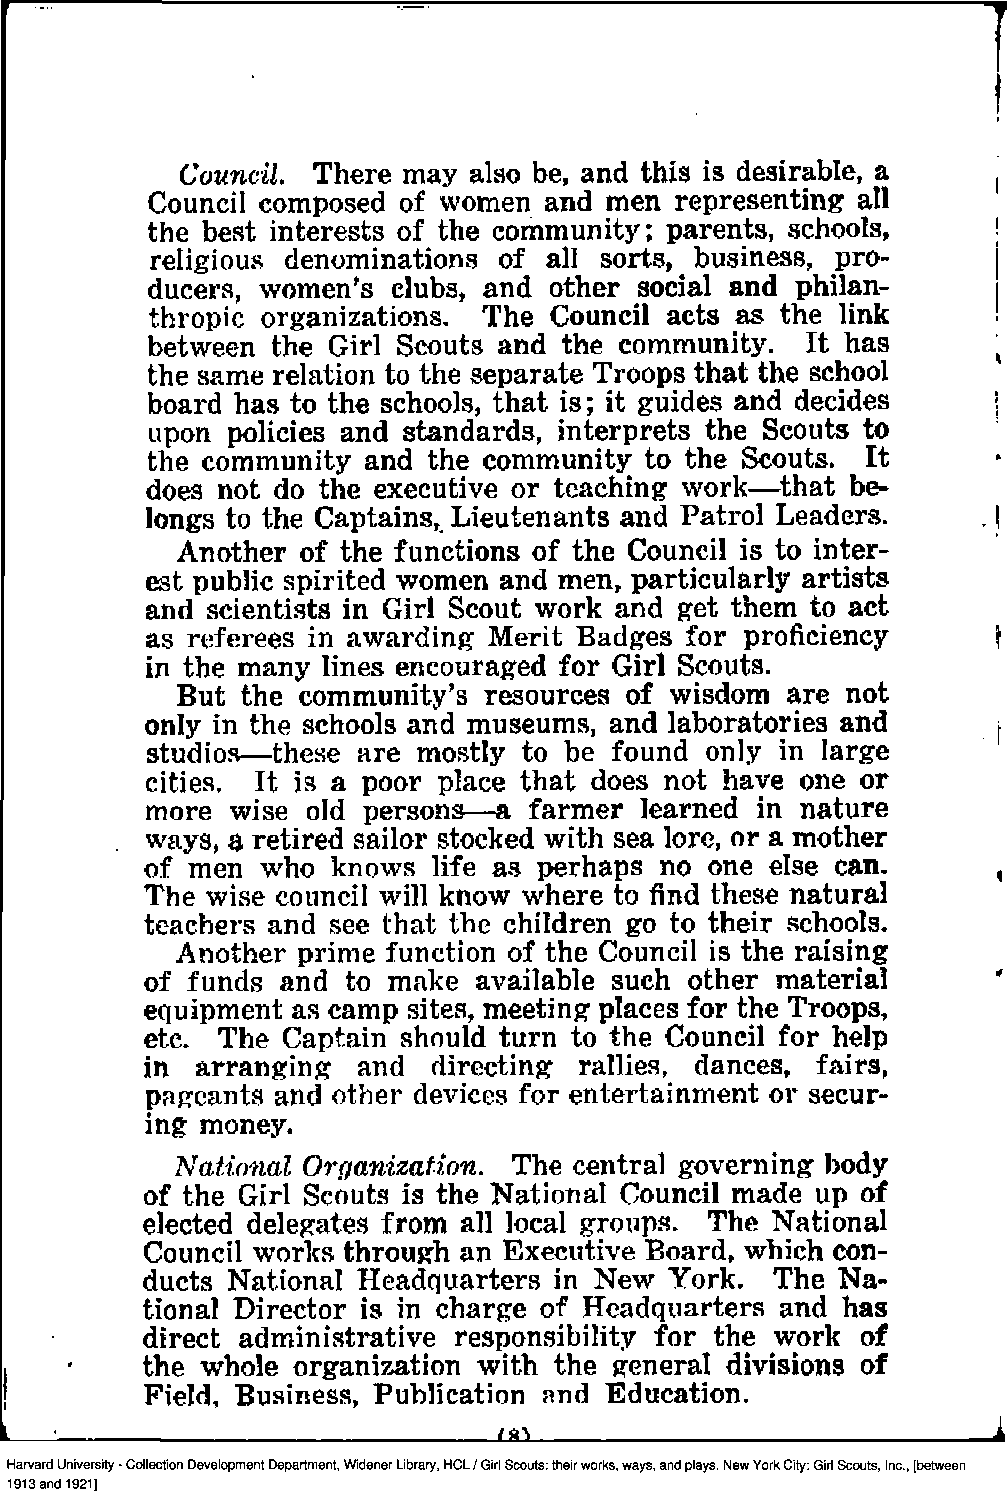 Council. There may also be, and this is desirable, a
Council composed of women and men representing all
the best interests of the community; parents, schools,
religious denominations of all sorts, business, pro-
ducers, women's clubs, and other social and philan-
thropic organizations. The Council acts as the link
between the Girl Scouts and the community. It has
the same relation to the separate Troops that the school
board has to the schools, that is; it guides and decides
upon policies and standards, interprets the Scouts to
the community and the community to the Scouts. It
does not do the executive or teaching work—that be-
longs to the Captains, Lieutenants and Patrol Leaders.
Another of the functions of the Council is to inter-
est public spirited women and men, particularly artists
and scientists in Girl Scout work and get them to act
as referees in awarding Merit Badges for proficiency
in the many lines encouraged for Girl Scouts.
But the community's resources of wisdom are not
only in the schools and museums, and laboratories and
studios—these are mostly to be found only in large
cities. It is a poor place that does not have one or
more wise old persons—a farmer learned in nature
ways, a retired sailor stocked with sea lore, or a mother
of men who knows life as perhaps no one else can.
The wise council will know where to find these natural
teachers and see that the children go to their schools.
Another prime function of the Council is the raising
of funds and to make available such other material
equipment as camp sites, meeting places for the Troops,
etc. The Captain should turn to the Council for help
in arranging and directing rallies, dances, fairs,
pageants and other devices for entertainment or secur-
ing money.
National Organization. The central governing body
of the Girl Scouts is the National Council made up of
elected delegates from all local groups. The National
Council works through an Executive Board, which con-
ducts National Headquarters in New York. The Na-
tional Director is in charge of Headquarters and has
direct administrative responsibility for the work of
the whole organization with the general divisions of
Field, Business, Publication and Education.
(8)
Harvard University - Collection Development Department, Widener Library, HCL / Girl Scouts: their works, ways, and plays. New York City: Girl Scouts, Inc., [between
1913 and 1921]